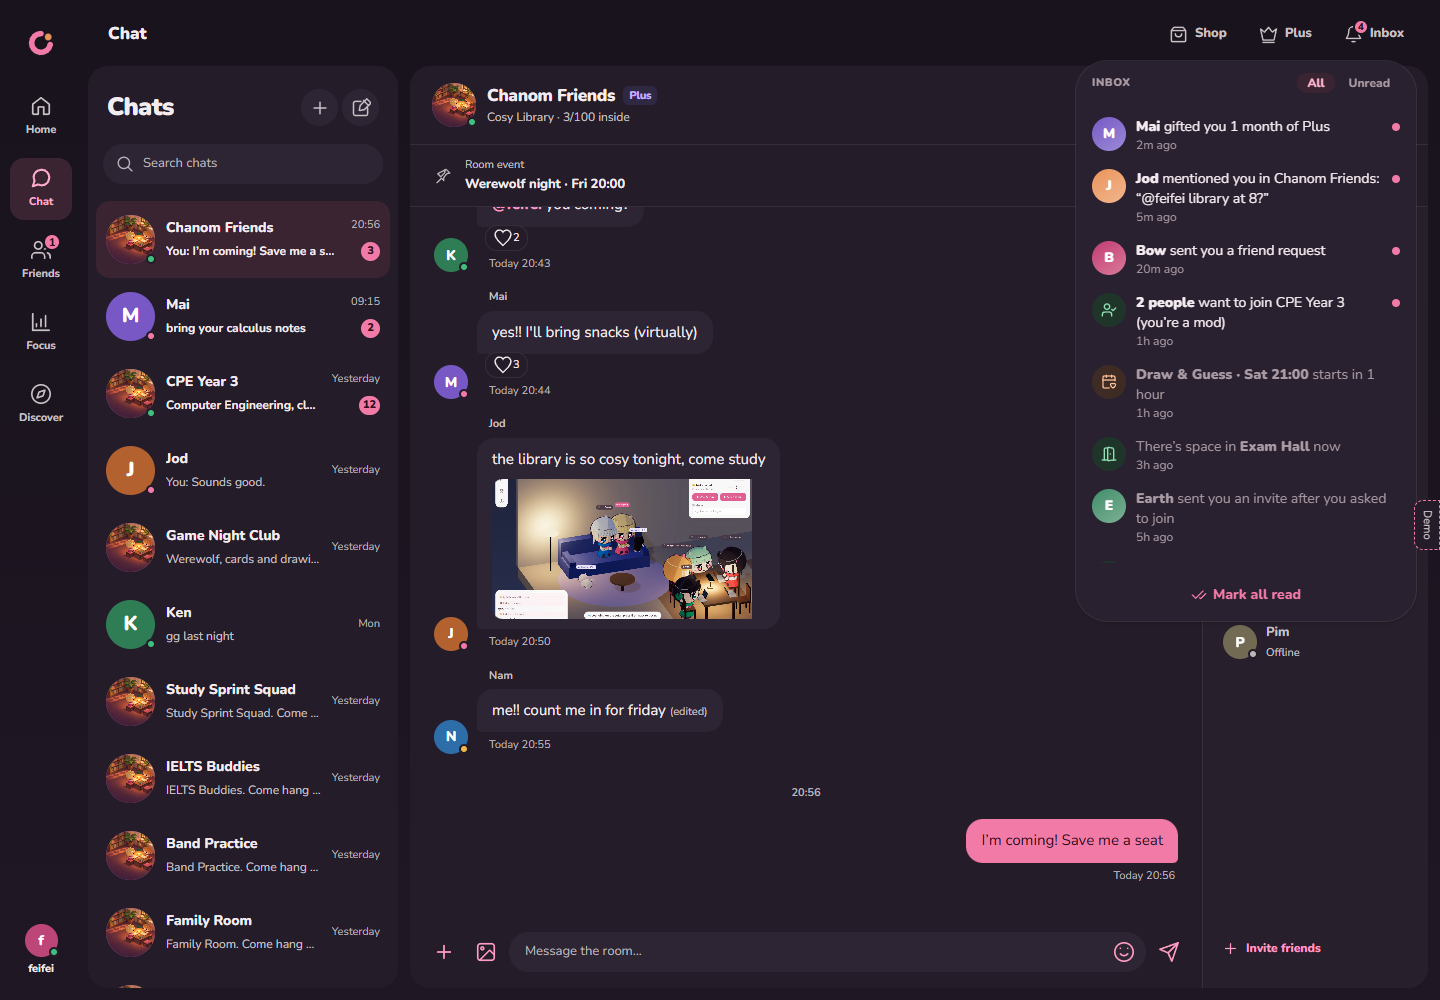 Chat
Shop
Plus
4
Inbox
Home
Chat
1
Friends
Focus
Discover
f
feifei
Chats
Search chats
Chanom Friends
20:56
You: I'm coming! Save me a s...
3
M
Mai
09:15
bring your calculus notes
2
CPE Year 3
Yesterday
Computer Engineering, cl...
12
J
Jod
Yesterday
You: Sounds good.
Game Night Club
Yesterday
Werewolf, cards and drawi...
K
Ken
Mon
gg last night
Study Sprint Squad
Yesterday
Study Sprint Squad. Come ...
IELTS Buddies
Yesterday
IELTS Buddies. Come hang ...
Band Practice
Yesterday
Band Practice. Come hang ...
Family Room
Yesterday
Family Room. Come hang ...
Chanom Friends Plus
Cosy Library · 3/100 inside
Room event
Werewolf night · Fri 20:00
@feifei you coming?
2
K
Today 20:43
Mai
yes!! I'll bring snacks (virtually)
3
M
Today 20:44
Jod
the library is so cosy tonight, come study
J
Today 20:50
Nam
me!! count me in for friday (edited)
N
Today 20:55
20:56
I'm coming! Save me a seat
Today 20:56
Message the room...
INBOX
All
Unread
M
Mai gifted you 1 month of Plus
2m ago
J
Jod mentioned you in Chanom Friends:
“@feifei library at 8?”
5m ago
B
Bow sent you a friend request
20m ago
2 people want to join CPE Year 3
(you’re a mod)
1h ago
Draw & Guess · Sat 21:00 starts in 1
hour
1h ago
There’s space in Exam Hall now
3h ago
E
Earth sent you an invite after you asked
to join
5h ago
Mark all read
Demo
P
Pim
Offline
Invite friends